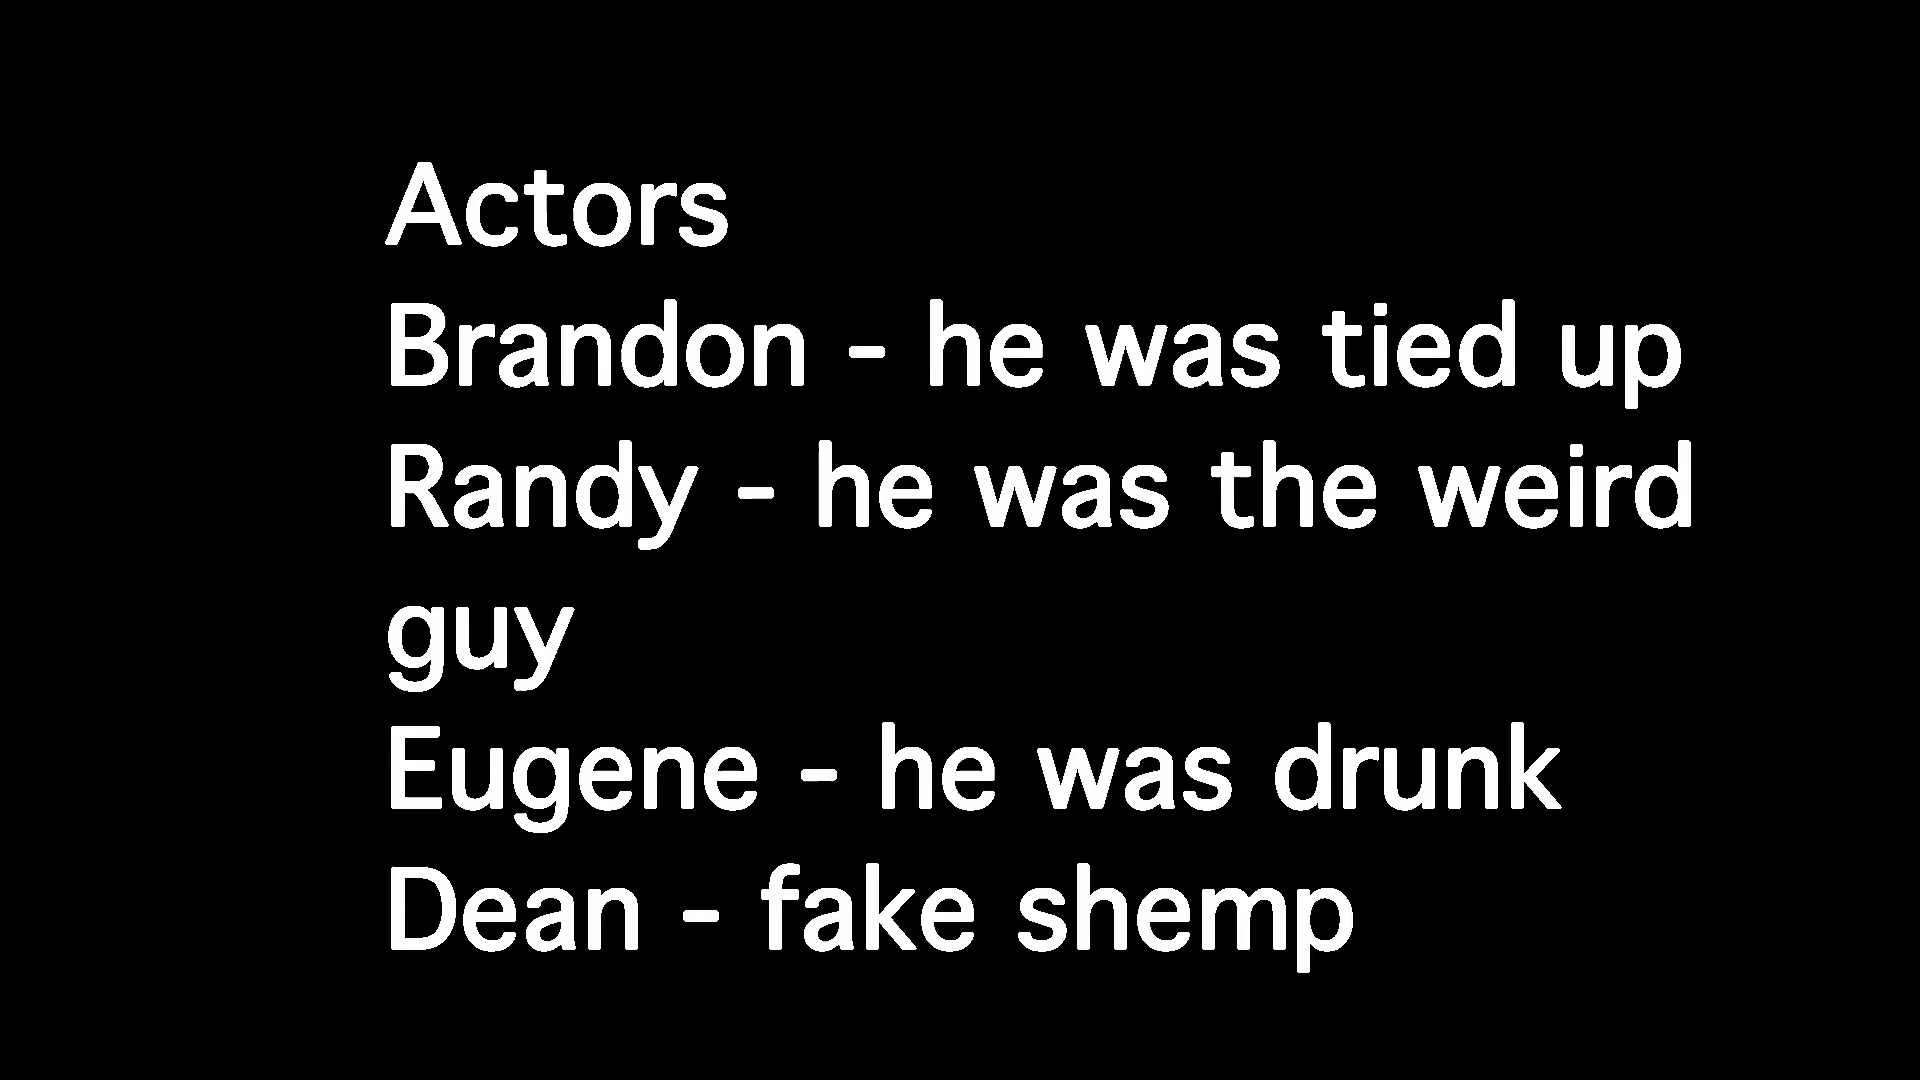 Actors
Brandon - he was tied up
Randy - he was the weird
guy
Eugene - he was drunk
Dean - fake shemp